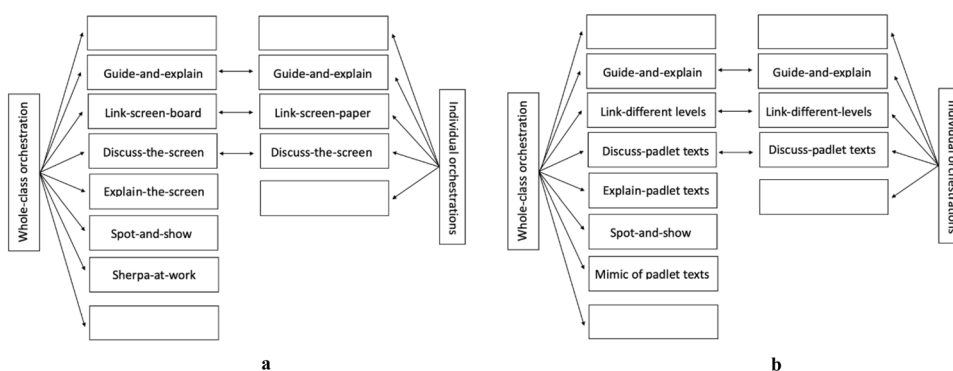 Whole-class orchestration
Guide-and-explain
Guide-and-explain
Link-screen-board
Link-screen-paper
Discuss-the-screen
Discuss-the-screen
Explain-the-screen
Spot-and-show
Sherpa-at-work
Individual orchestrations
a
Whole-class orchestration
Guide-and-explain
Guide-and-explain
Link-different levels
Link-different-levels
Discuss-padlet texts
Discuss-padlet texts
Explain-padlet texts
Spot-and-show
Mimic of padlet texts
Individual orchestrations
b